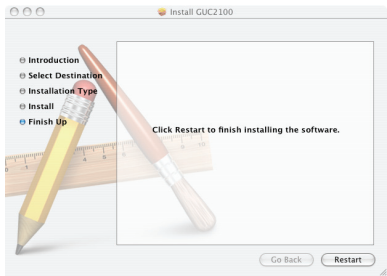 Install GUC2100
Introduction
Select Destination
Installation Type
Install
Finish Up
Click Restart to finish installing the software.
Go Back
Restart